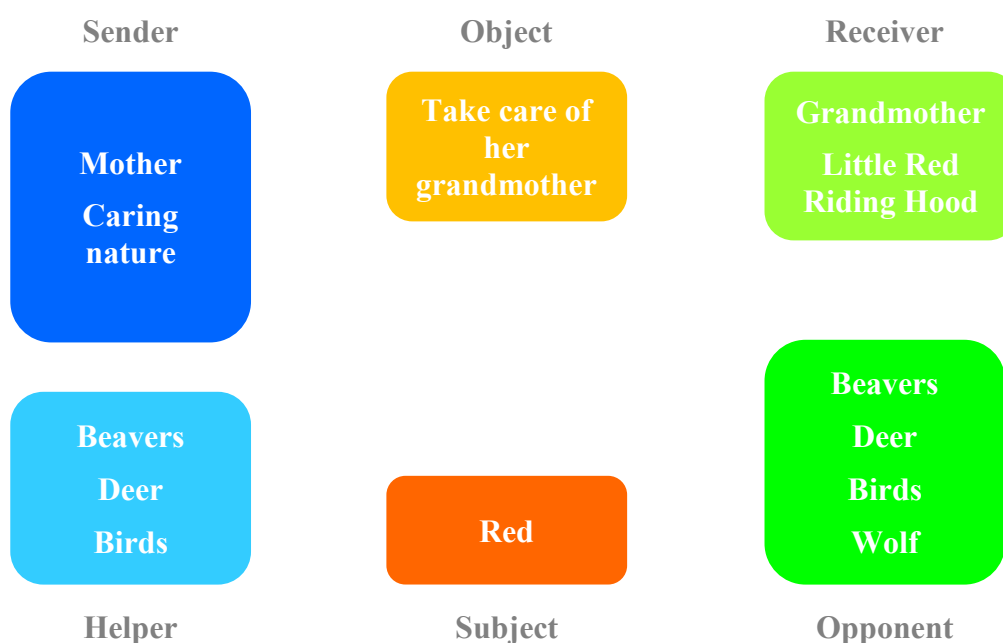 Sender
Object
Receiver
Mother
Caring
nature
Take care of
her
grandmother
Grandmother
Little Red
Riding Hood
Beavers
Deer
Birds
Red
Beavers
Deer
Birds
Wolf
Helper
Subject
Opponent